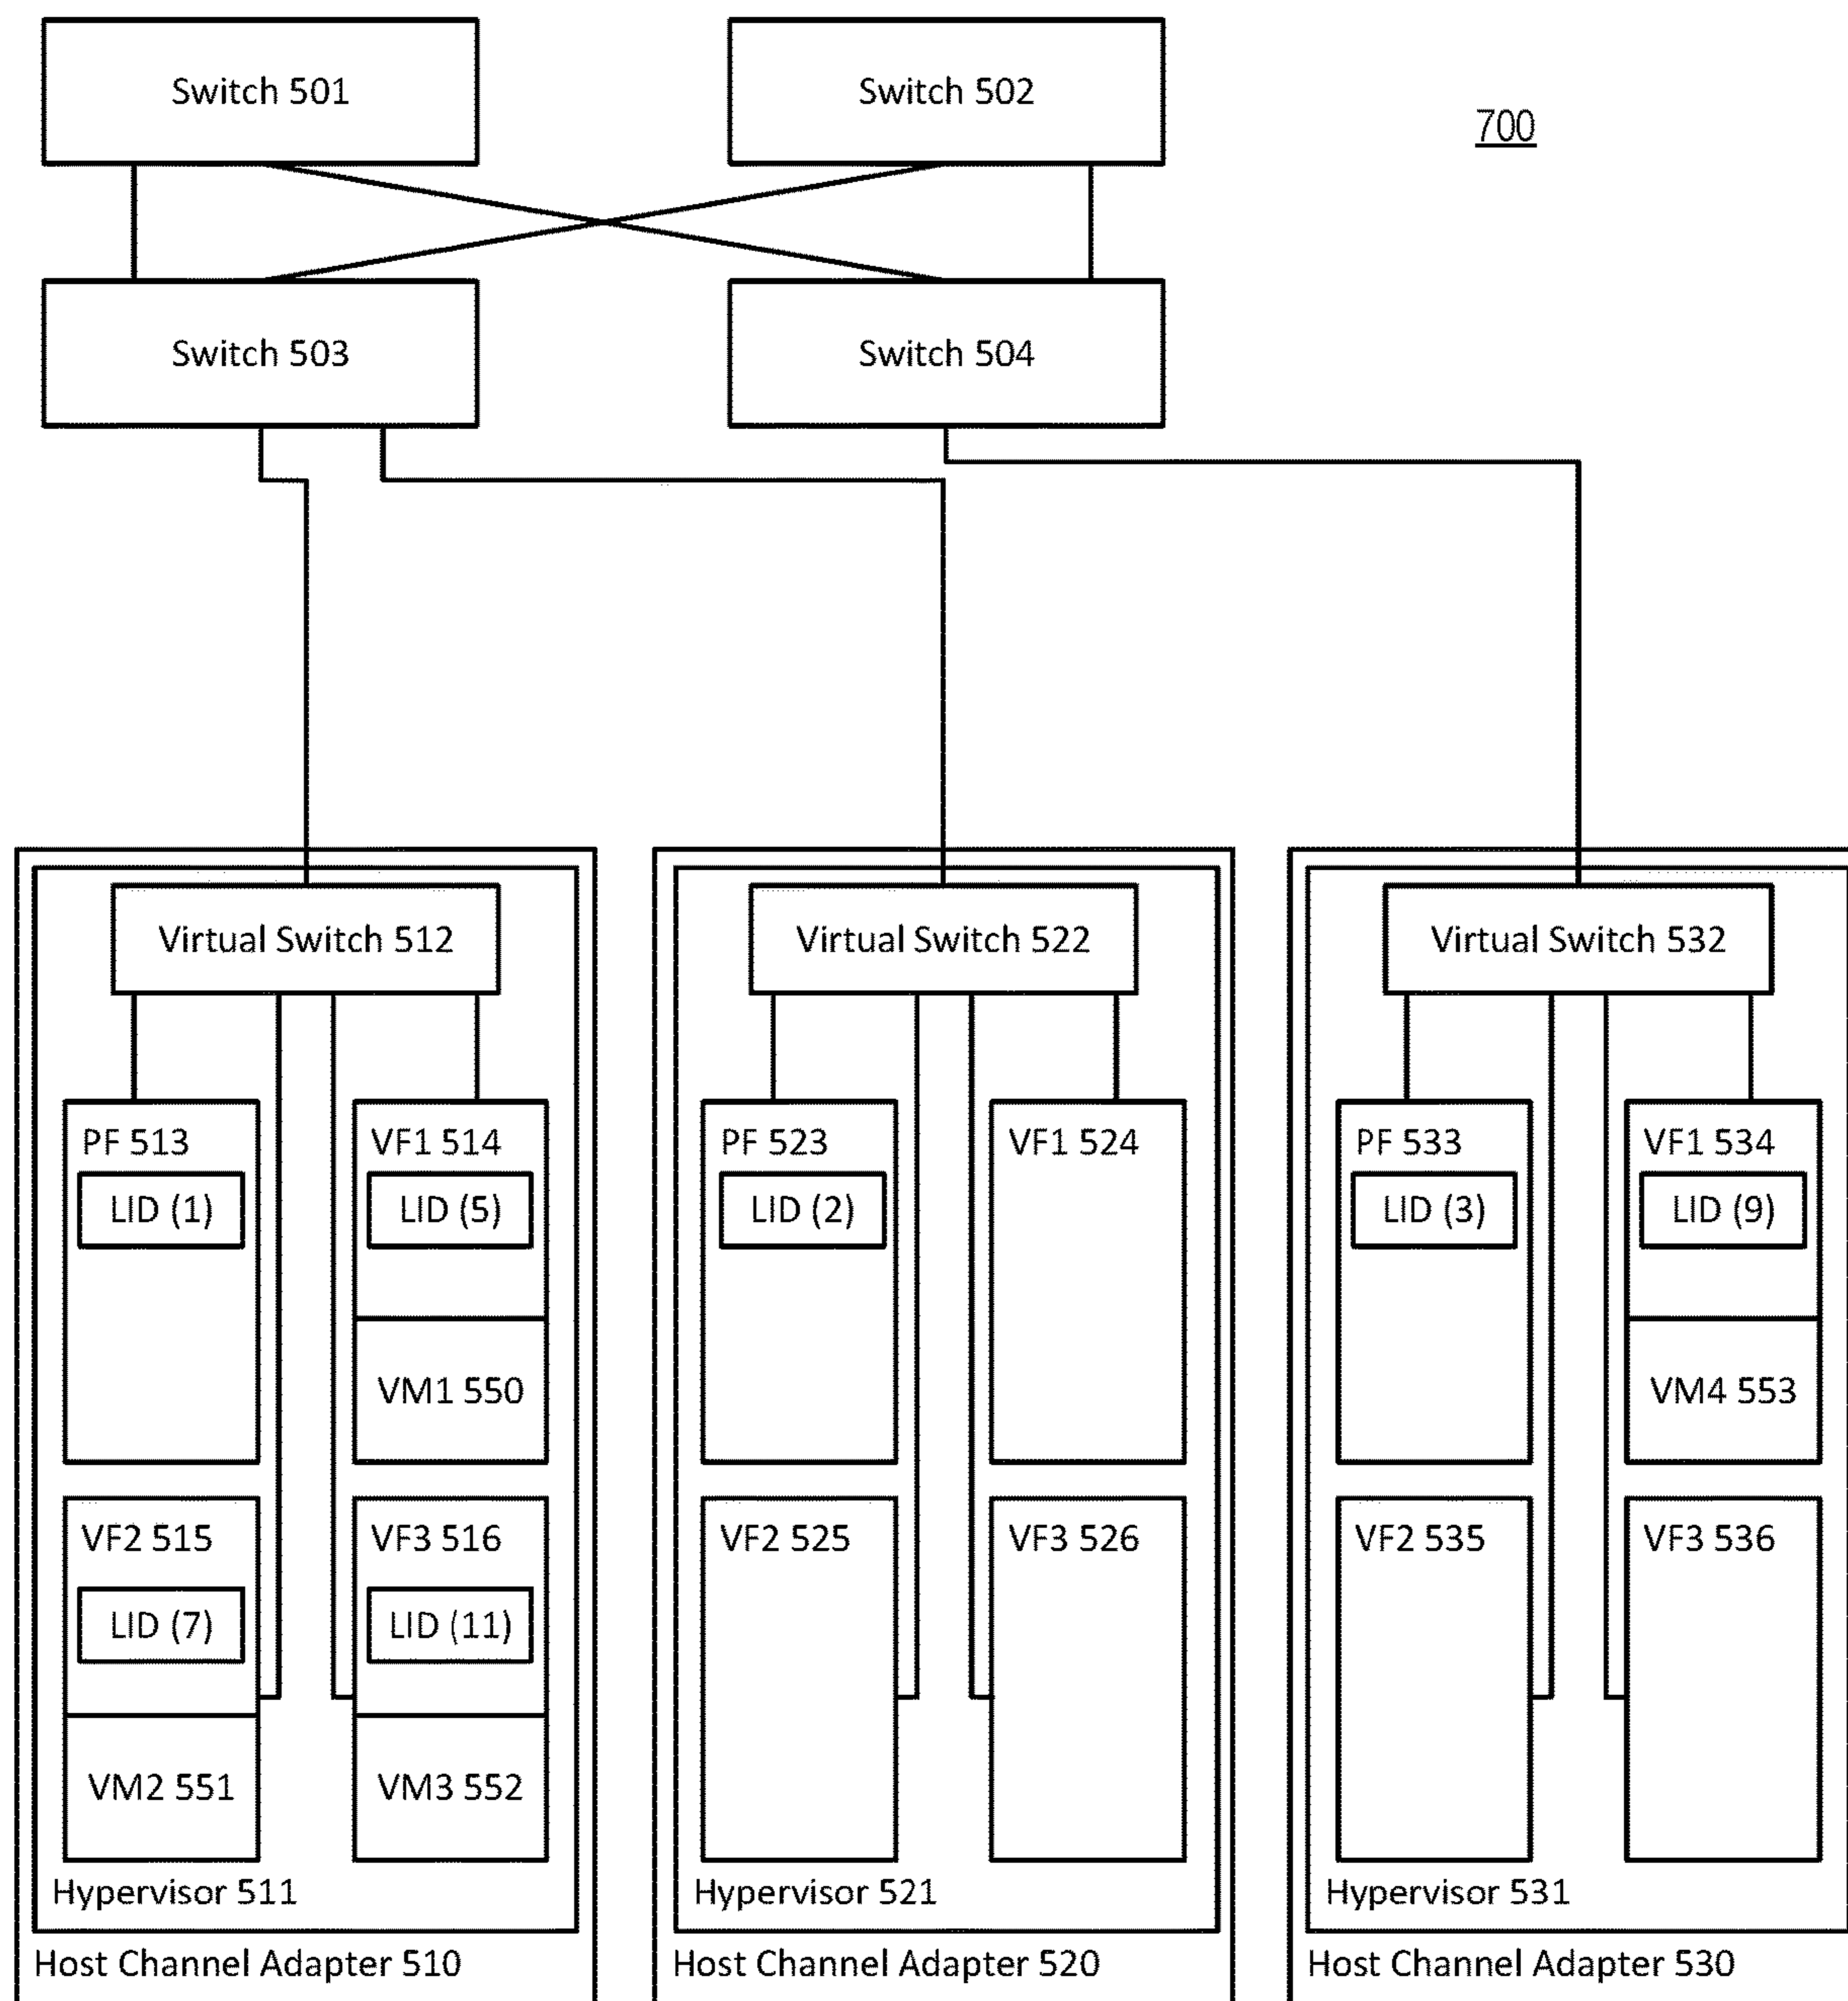 Switch 501
Switch 502
700
Switch 503
Switch 504
Virtual Switch 512
Virtual Switch 522
Virtual Switch 532
PF 513
LID (1)
VF1 514
LID (5)
VM1 550
PF 523
LID (2)
VF1 524
PF 533
LID (3)
VF1 534
LID (9)
VM4 553
VF2 515
LID (7)
VM2 551
VF3 516
LID (11)
VM3 552
VF2 525
VF3 526
VF2 535
VF3 536
Hypervisor 511
Hypervisor 521
Hypervisor 531
Host Channel Adapter 510
Host Channel Adapter 520
Host Channel Adapter 530